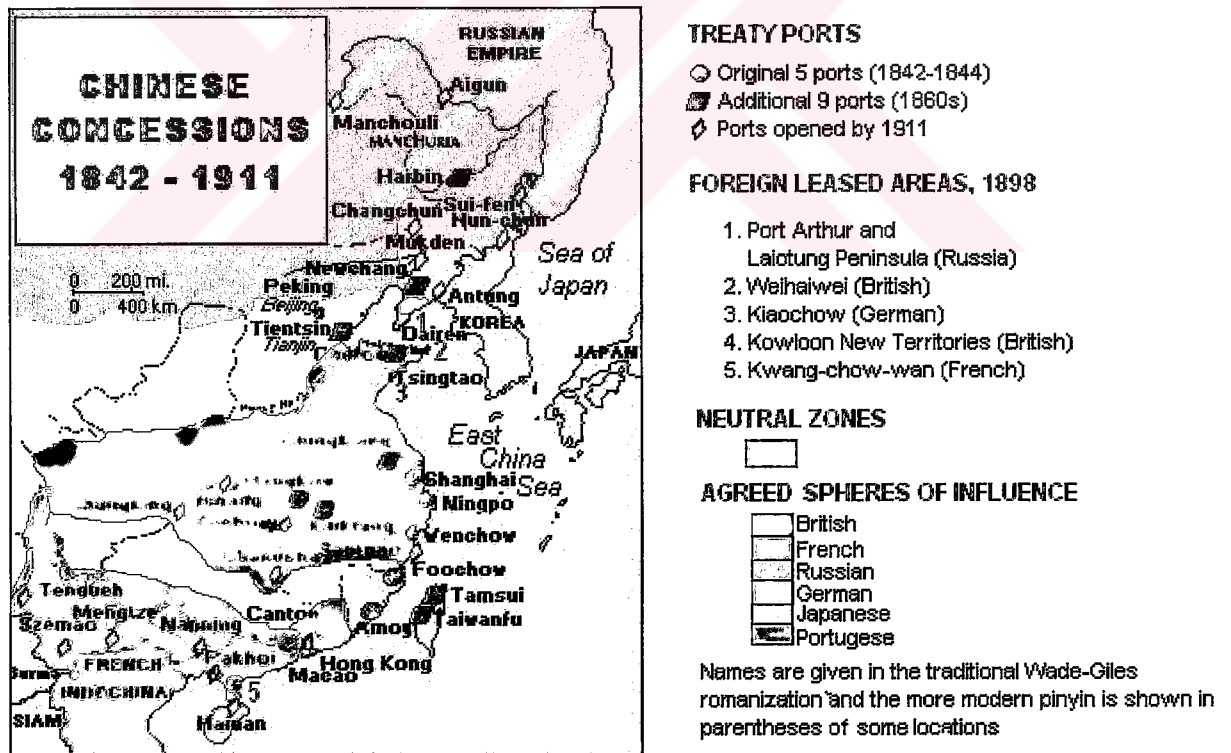 CHINESE
CONCESSIONS
1842 - 1911
RUSSIAN
EMPIRE
Aigun
Manchouli
MANCHURIA
Harbin
Sui-fen
Changchun
Hun-chun
Mukden
Sea of
Japan
Newchang
0 200 mi.
0 400 km
Peking
Beijing
Antung
Tientsin
Tianjin
1
KOREA
Dairen
2
JAPAN
Tsingtao
3
East
China
Sea
Shanghai
Ningpo
Wenchow
Foochow
Tengueh
Tamsui
Mengtze
Canton
Szemao
Nanning
Amoy
Taiwanfu
4
FRENCH
Pakhoi
Hong Kong
Burma
Macao
INDOCHINA
5
SIAM
Hainan
TREATY PORTS
Original 5 ports (1842-1844)
Additional 9 ports (1860s)
Ports opened by 1911
FOREIGN LEASED AREAS, 1898
1. Port Arthur and
Laiotung Peninsula (Russia)
2. Weihaiwei (British)
3. Kiaochow (German)
4. Kowloon New Territories (British)
5. Kwang-chow-wan (French)
NEUTRAL ZONES
AGREED SPHERES OF INFLUENCE
British
French
Russian
German
Japanese
Portugese
Names are given in the traditional Wade-Giles
romanization and the more modern pinyin is shown in
parentheses of some locations